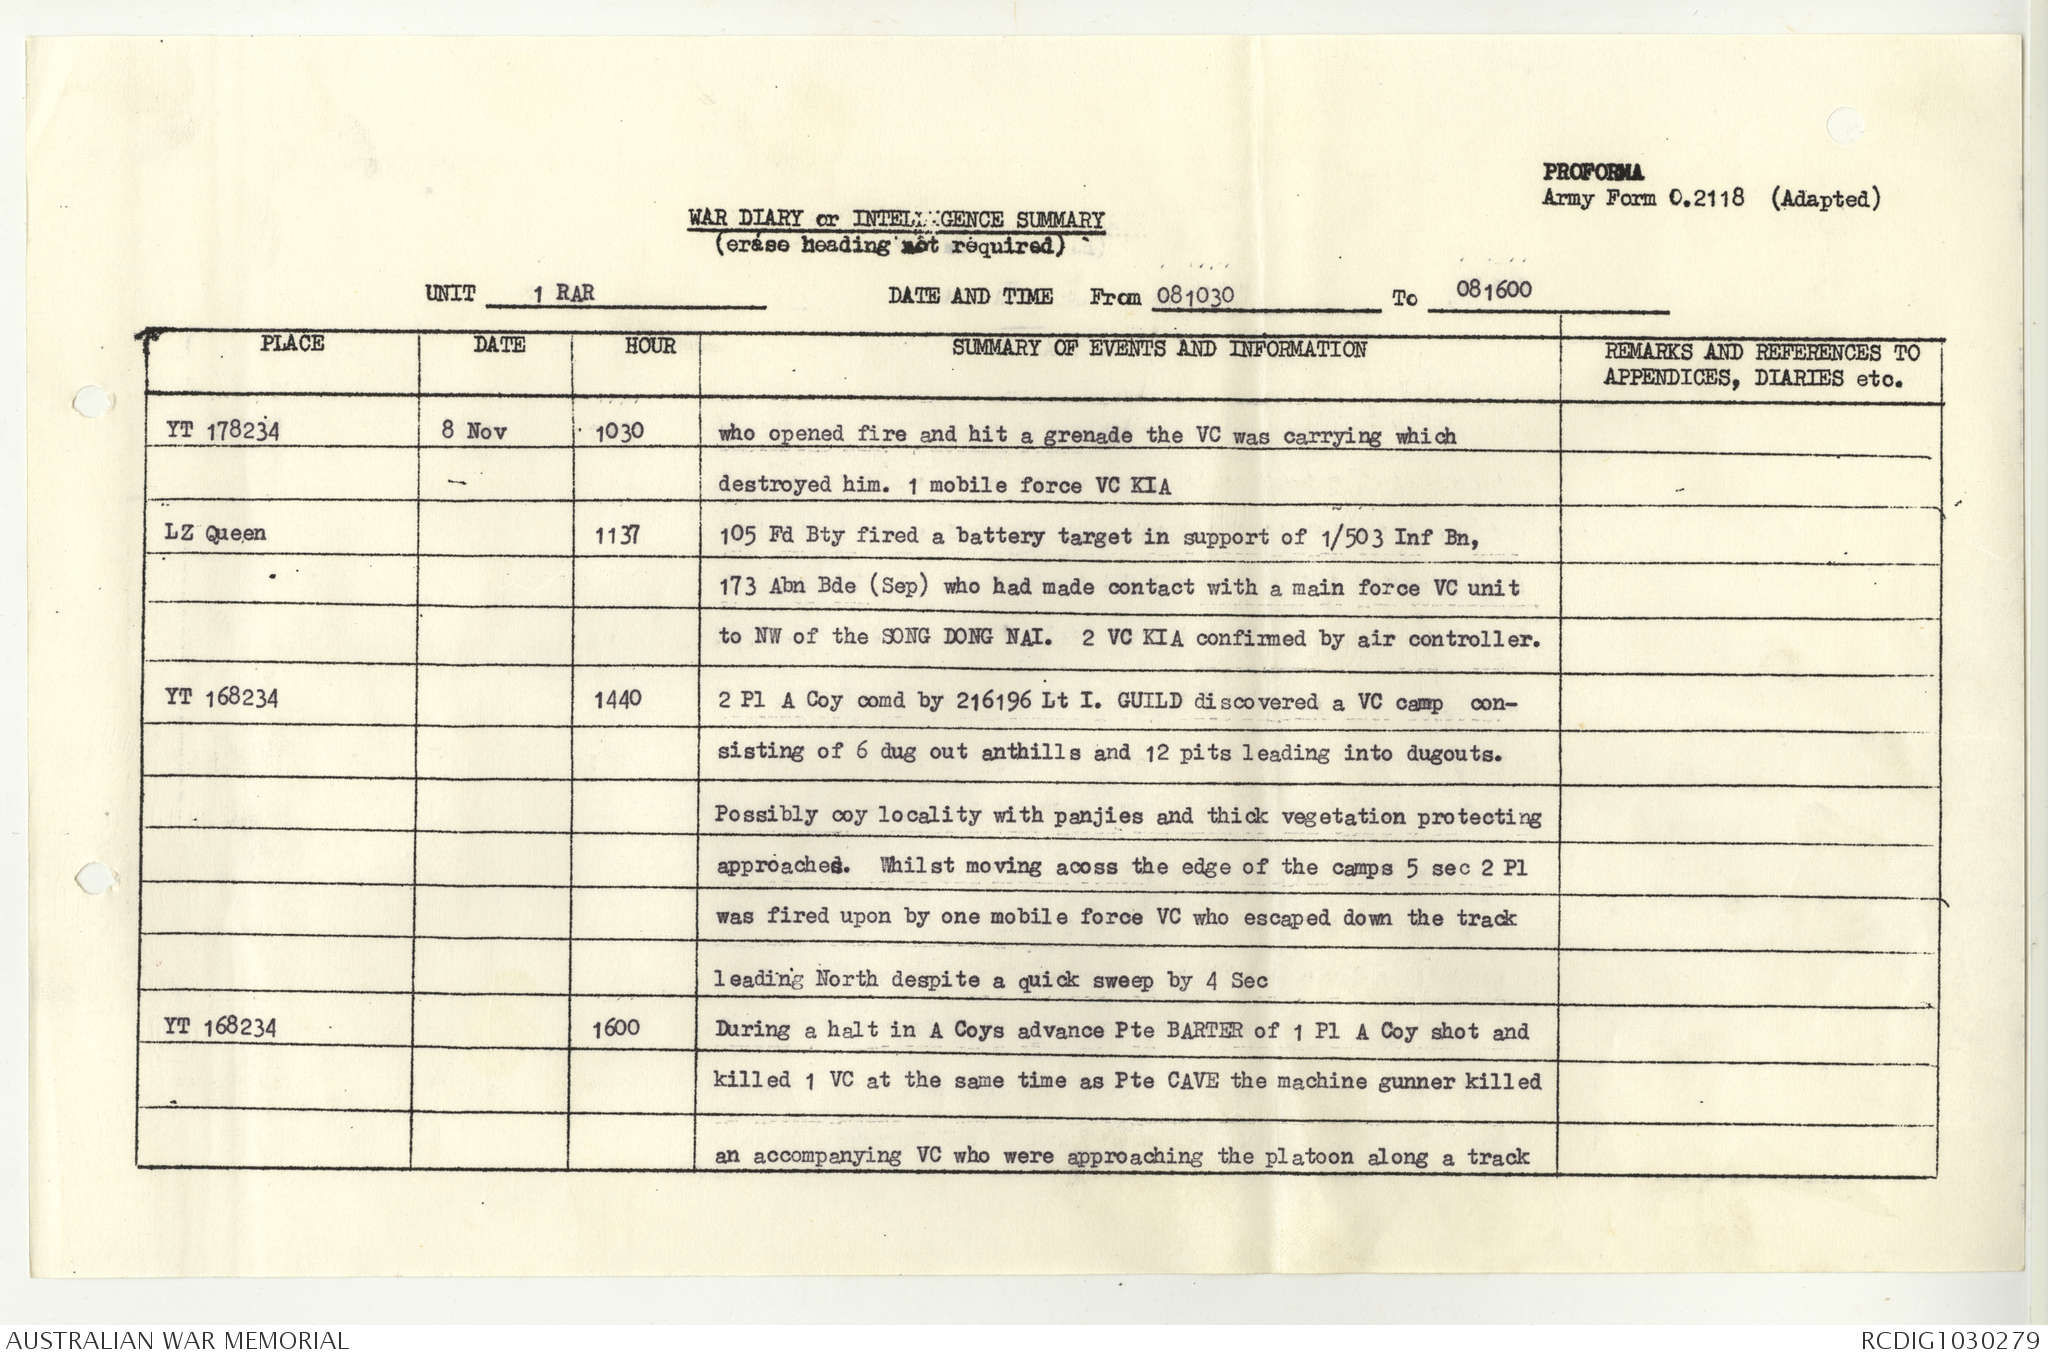 PROFORMA
Army Form O.2118 (Adapted)
WAR DIARY or INTELLIGENCE SUMMARY
(erase heading not required)
UNIT 1 RAR DATE AND TIME From 081030 To 081600
PLACE DATE HOUR SUMMARY OF EVENTS AND INFORMATION REMARKS AND REFERENCES TO
APPENDICES, DIARIES etc.
YT 178234 8 Nov 1030 who opened fire and hit a grenade the VC was carrying which
destroyed him. 1 mobile force VC KIA
LZ Queen 1137 105 Fd Bty fired a battery target in support of 1/503 Inf Bn,
173 Abn Bde (Sep) who had made contact with a main force VC unit
to NW of the SONG DONG NAI. 2 VC KIA confirmed by air controller.
YT 168234 1440 2 Pl A Coy comd by 216196 Lt I. GUILD discovered a VC camp con-
sisting of 6 dug out anthills and 12 pits leading into dugouts.
Possibly coy locality with panjies and thick vegetation protecting
approaches. Whilst moving acoss the edge of the camps 5 sec 2 Pl
was fired upon by one mobile force VC who escaped down the track
leading North despite a quick sweep by 4 Sec
YT 168234 1600 During a halt in A Coys advance Pte BARTER of 1 Pl A Coy shot and
killed 1 VC at the same time as Pte CAVE the machine gunner killed
an accompanying VC who were approaching the platoon along a track
AUSTRALIAN WAR MEMORIAL RCDIG1030279